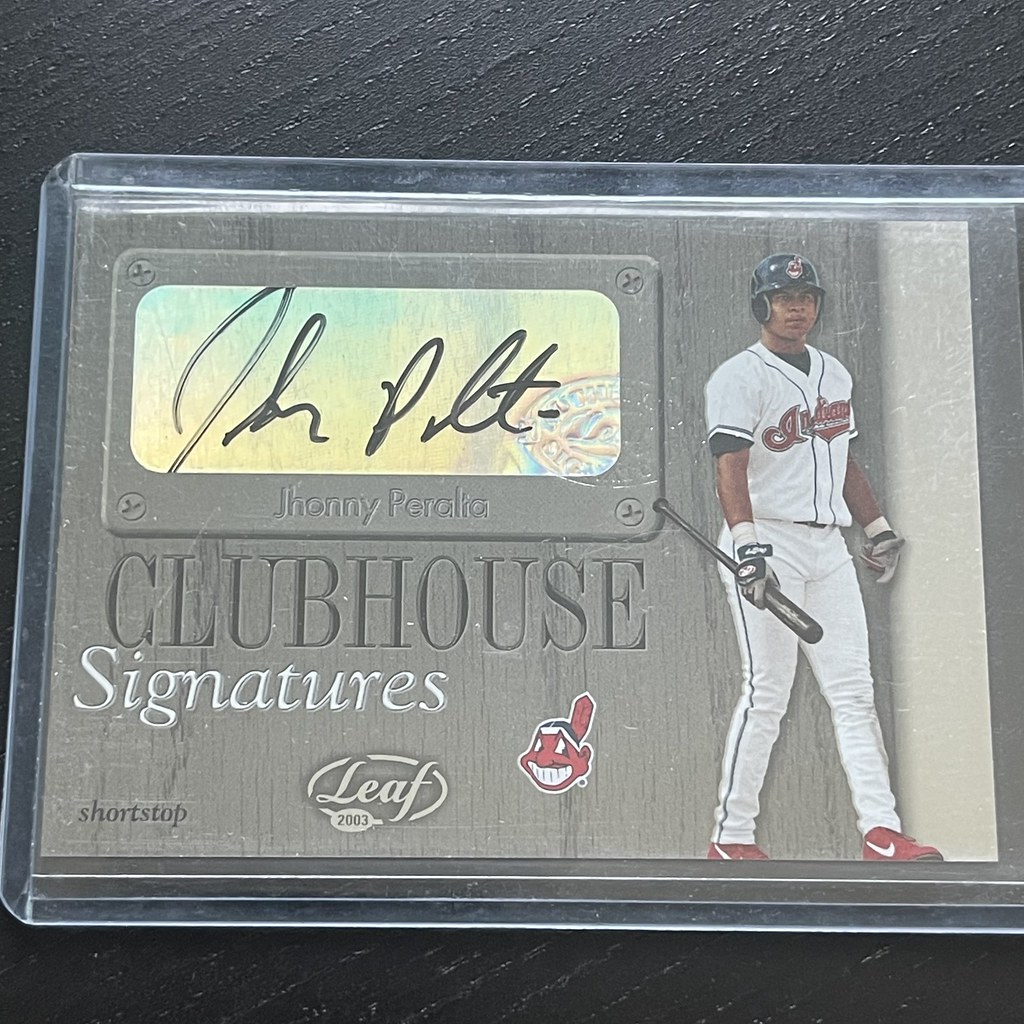 Jhonny Peralta
CLUBHOUSE
Signatures
Leaf
2003
shortstop
Indians